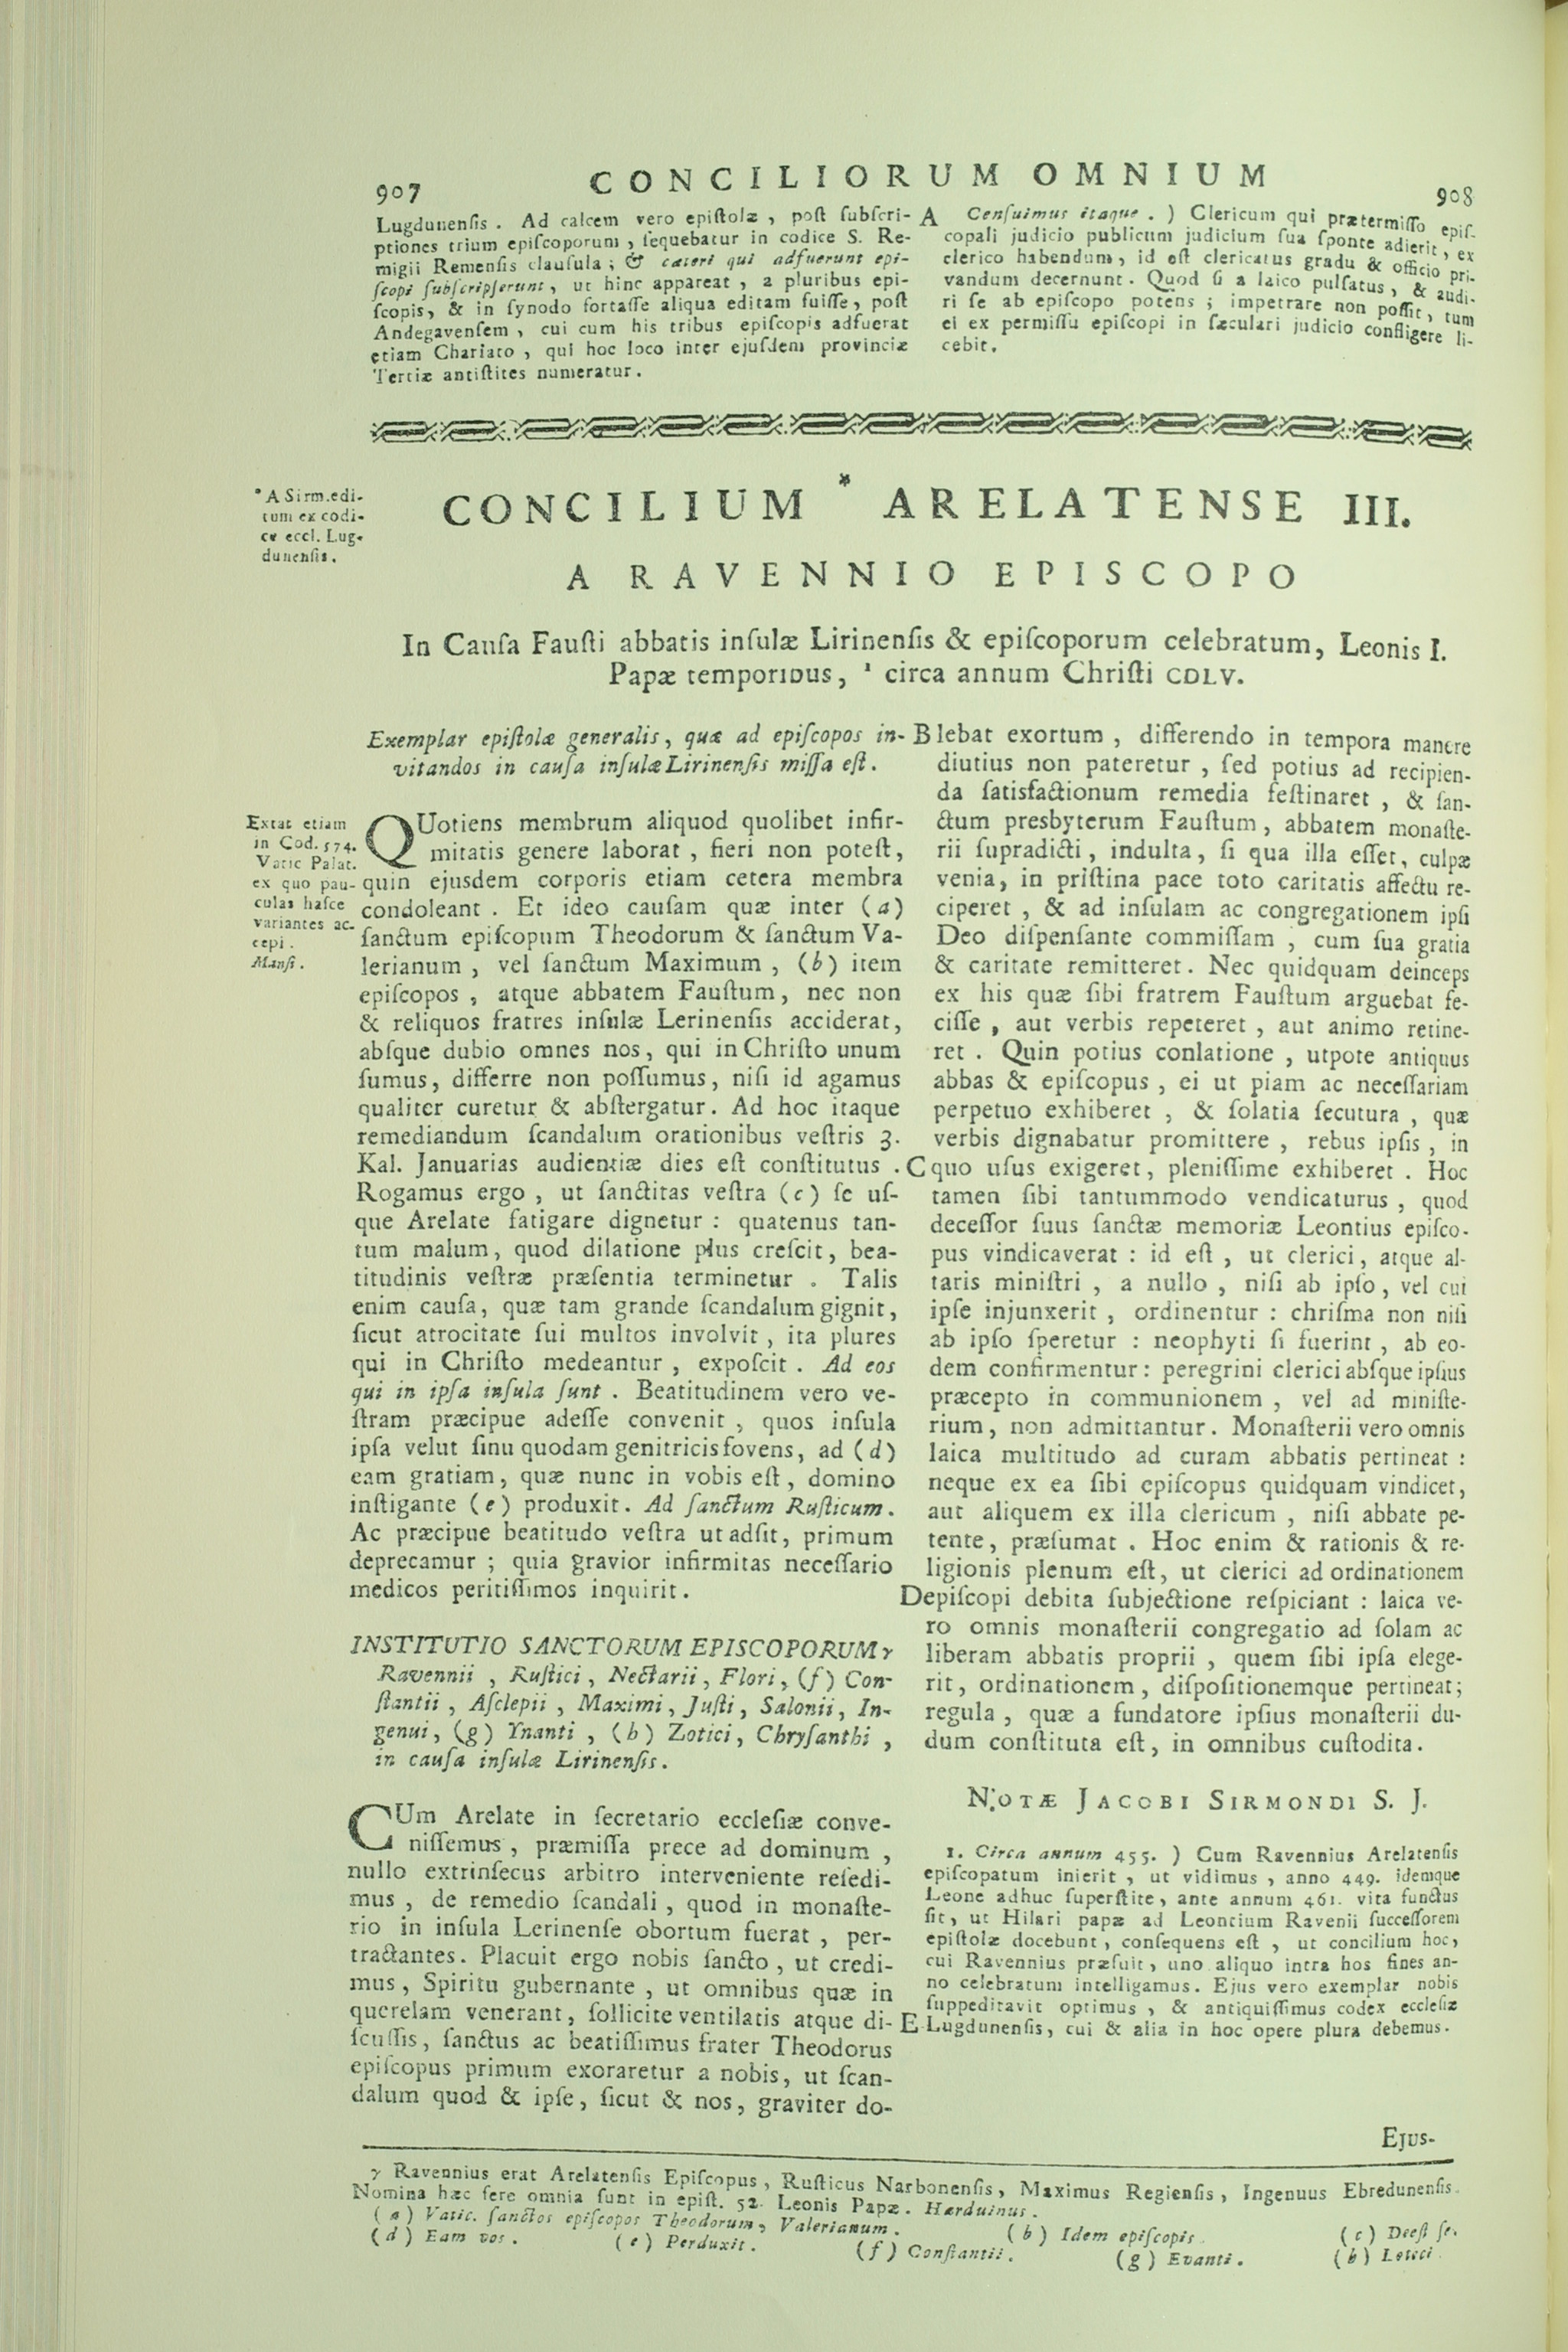 907
CONCILIORUM OMNIUM
908
Lugdunenſis . Ad calcem vero epiſtolæ , poſt ſubſcri-
ptiones trium epiſcoporum , ſequebatur in codice S. Re-
migii Remenſis clauſula ; & cæteri qui adfuerunt epi-
ſcopi ſubſcripſerunt , ut hinc appareat , a pluribus epi-
ſcopis, & in ſynodo fortaſſe aliqua editam fuiſſe, poſt
Andegavenſem , cui cum his tribus epiſcopis adfuerat
etiam Chariato , qui hoc loco inter ejuſdem provinciæ
Tertiæ antiſtites numeratur .
A
Cenſuimus itaque . ) Clericum qui prætermiſſo epiſ-
copali judicio publicum judicium ſua ſponte adierit , ex
clerico habendum, id eſt clericatus gradu & officio pri-
vandum decernunt . Quod ſi a laico pulſatus , & audi-
ri ſe ab epiſcopo potens ; impetrare non poſſit, tum
ei ex permiſſu epiſcopi in ſæculari judicio confligere li-
cebit.
* A Sirm. edi-
tum ex codi-
ce eccl. Lug-
dunenſis .
CONCILIUM * ARELATENSE III.
A RAVENNIO EPISCOPO
In Cauſa Fauſti abbatis inſulæ Lirinenſis & epiſcoporum celebratum, Leonis I.
Papæ temporibus, ¹ circa annum Chriſti CDLV.
Exemplar epiſtolæ generalis, quæ ad epiſcopos in-
vitandos in cauſa inſulæ Lirinenſis miſſa eſt .
Extat etiam
in Cod. 574.
Vatic Palat.
ex quo pau-
culas haſce
variantes ac-
cepi .
Manſi .
QUotiens membrum aliquod quolibet infir-
mitatis genere laborat , fieri non poteſt,
quin ejusdem corporis etiam cetera membra
condoleant . Et ideo cauſam quæ inter (a)
ſanctum epiſcopum Theodorum & ſanctum Va-
lerianum , vel ſanctum Maximum , (b) item
epiſcopos , atque abbatem Fauſtum, nec non
& reliquos fratres inſulæ Lerinenſis acciderat,
abſque dubio omnes nos, qui in Chriſto unum
ſumus, differre non poſſumus, niſi id agamus
qualiter curetur & abſtergatur. Ad hoc itaque
remediandum ſcandalum orationibus veſtris 3.
Kal. Januarias audientiæ dies eſt conſtitutus .
Rogamus ergo , ut ſanctitas veſtra (c) ſe uſ-
que Arelate fatigare dignetur : quatenus tan-
tum malum, quod dilatione plus creſcit, bea-
titudinis veſtræ præſentia terminetur . Talis
enim cauſa, quæ tam grande ſcandalum gignit,
ſicut atrocitate ſui multos involvit , ita plures
qui in Chriſto medeantur , expoſcit . Ad eos
qui in ipſa inſula ſunt . Beatitudinem vero ve-
ſtram præcipue adeſſe convenit , quos inſula
ipſa velut ſinu quodam genitricis fovens, ad (d)
eam gratiam, quæ nunc in vobis eſt, domino
inſtigante (e) produxit. Ad ſanctum Ruſticum.
Ac præcipue beatitudo veſtra ut adſit, primum
deprecamur ; quia gravior infirmitas neceſſario
medicos peritiſſimos inquirit .
INSTITUTIO SANCTORUM EPISCOPORUM γ
Ravennii , Ruſtici, Nectarii, Flori, (f) Con-
ſtantii , Aſclepii , Maximi, Juſti, Salonii, In-
genui, (g) Ynanti , (h) Zotici, Chryſanthi ,
in cauſa inſulæ Lirinenſis .
CUm Arelate in ſecretario eccleſiæ conve-
niſſemus, præmiſſa prece ad dominum ,
nullo extrinſecus arbitro interveniente reſedi-
mus , de remedio ſcandali , quod in monaſte-
rio in inſula Lerinenſe obortum fuerat , per-
tractantes. Placuit ergo nobis ſancto, ut credi-
mus, Spiritu gubernante, ut omnibus quæ in
querelam venerant, ſollicite ventilatis atque di-
ſcuſſis, ſanctus ac beatiſſimus frater Theodorus
epiſcopus primum exoraretur a nobis, ut ſcan-
dalum quod & ipſe, ſicut & nos, graviter do-
B lebat exortum , differendo in tempora manere
diutius non pateretur , ſed potius ad recipien-
da ſatisfactionum remedia feſtinaret , & ſan-
ctum presbyterum Fauſtum, abbatem monaſte-
rii ſupradicti, indulta, ſi qua illa eſſet, culpæ
venia, in priſtina pace toto caritatis affectu re-
ciperet , & ad inſulam ac congregationem ipſi
Deo diſpenſante commiſſam , cum ſua gratia
& caritate remitteret. Nec quidquam deinceps
ex his quæ ſibi fratrem Fauſtum arguebat fe-
ciſſe , aut verbis repeteret , aut animo retine-
ret . Quin potius conlatione , utpote antiquus
abbas & epiſcopus , ei ut piam ac neceſſariam
perpetuo exhiberet , & ſolatia ſecutura , quæ
verbis dignabatur promittere , rebus ipſis , in
C quo uſus exigeret, pleniſſime exhiberet . Hoc
tamen ſibi tantummodo vendicaturus , quod
deceſſor ſuus ſanctæ memoriæ Leontius epiſco-
pus vindicaverat : id eſt , ut clerici, atque al-
taris miniſtri , a nullo , niſi ab ipſo, vel cui
ipſe injunxerit , ordinentur : chriſma non niſi
ab ipſo ſperetur : neophyti ſi fuerint , ab eo-
dem confirmentur : peregrini clerici abſque ipſius
præcepto in communionem , vel ad miniſte-
rium, non admittantur. Monaſterii vero omnis
laica multitudo ad curam abbatis pertineat :
neque ex ea ſibi epiſcopus quidquam vindicet,
aut aliquem ex illa clericum , niſi abbate pe-
tente, præſumat . Hoc enim & rationis & re-
ligionis plenum eſt, ut clerici ad ordinationem
D epiſcopi debita ſubjectione reſpiciant : laica ve-
ro omnis monaſterii congregatio ad ſolam ac
liberam abbatis proprii , quem ſibi ipſa elege-
rit, ordinationem, diſpoſitionemque pertineat;
regula , quæ a fundatore ipſius monaſterii du-
dum conſtituta eſt, in omnibus cuſtodita.
NOTÆ JACOBI SIRMONDI S. J.
1. Circa annum 455. ) Cum Ravennius Arelatenſis
epiſcopatum inierit , ut vidimus , anno 449. idemque
Leone adhuc ſuperſtite, ante annum 461. vita functus
ſit, ut Hilari papæ ad Leontium Ravenii ſucceſſorem
epiſtolæ docebunt, conſequens eſt , ut concilium hoc,
cui Ravennius præfuit, uno aliquo intra hos fines an-
no celebratum intelligamus. Ejus vero exemplar nobis
ſuppeditavit optimus , & antiquiſſimus codex eccleſiæ
E Lugdunenſis, cui & alia in hoc opere plura debemus.
Ejus-
γ Ravennius erat Arelatenſis Epiſcopus, Ruſticus Narbonenſis, Maximus Regienſis, Ingenuus Ebredunenſis.
Nomina hæc fere omnia ſunt in epiſt. 52. Leonis Papæ. Harduinus.
(a) Vatic. ſanctos epiſcopos Theodorum, Valerianum. (b) Idem epiſcopis. (c) Deeſt ſe.
(d) Eam vos. (e) Perduxit. (f) Conſtantii. (g) Evanti. (h) Lotici.